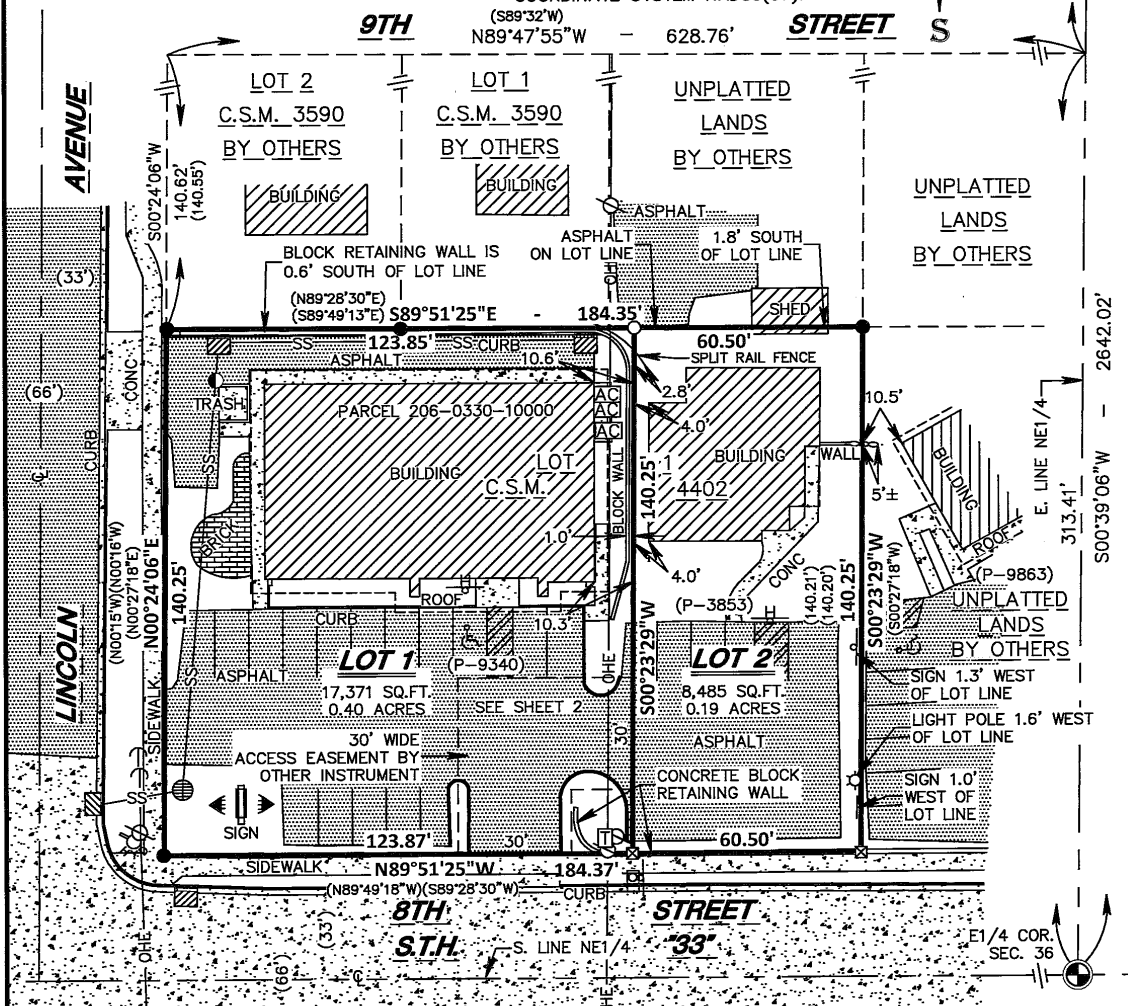 (S89°32'W)
9TH STREET
N89°47'55"W - 628.76'
S
AVENUE
LOT 2
C.S.M. 3590
BY OTHERS
LOT 1
C.S.M. 3590
BY OTHERS
UNPLATTED
LANDS
BY OTHERS
UNPLATTED
LANDS
BY OTHERS
S00°24'06"W
140.62'
(140.55')
BUILDING
BUILDING
ASPHALT
BLOCK RETAINING WALL IS
0.6' SOUTH OF LOT LINE
ASPHALT
ON LOT LINE
1.8' SOUTH
OF LOT LINE
OHE
(33')
(N89°28'30"E)
(S89°49'13"E) S89°51'25"E - 184.35'
SHED
2642.02'
123.85'
60.50'
SS
SS
CURB
ASPHALT
10.6'
SPLIT RAIL FENCE
CONC
(66')
TRASH
AC
AC
AC
2.8'
4.0'
10.5'
E. LINE NE1/4
PARCEL 206-0330-10000
BUILDING
LOT 1
C.S.M. 4402
BUILDING
WALL
BUILDING
CURB
℄
SS
BLOCK WALL
140.25'
5'±
313.41'
S00°39'06"W
BRICK
1.0'
ROOF
(N00°15'W)(N00°16'W)
(N00°27'18"E)
N00°24'06"E
140.25'
4.0'
CONC
(140.21')
(140.20')
140.25'
S00°23'29"W
(S00°27'18"W)
(P-9863)
ROOF
(P-3853)
UNPLATTED
LANDS
BY OTHERS
CURB
10.3'
LINCOLN
SIDEWALK
ASPHALT
SS
LOT 1
17,371 SQ.FT.
0.40 ACRES
(P-9340)
SEE SHEET 2
OHE
S00°23'29"W
LOT 2
8,485 SQ.FT.
0.19 ACRES
SIGN 1.3' WEST
OF LOT LINE
LIGHT POLE 1.6' WEST
OF LOT LINE
30' WIDE
ACCESS EASEMENT BY
OTHER INSTRUMENT
30'
ASPHALT
CONCRETE BLOCK
RETAINING WALL
SIGN 1.0'
WEST OF
LOT LINE
SS
SIGN
123.87'
30'
T
60.50'
SIDEWALK
N89°51'25"W - 184.37'
(N89°49'18"W)(S89°28'30"W)
CURB
8TH STREET
S.T.H. "33"
(33')
S. LINE NE1/4
E1/4 COR.
SEC. 36
OHE
(66')
℄
HE